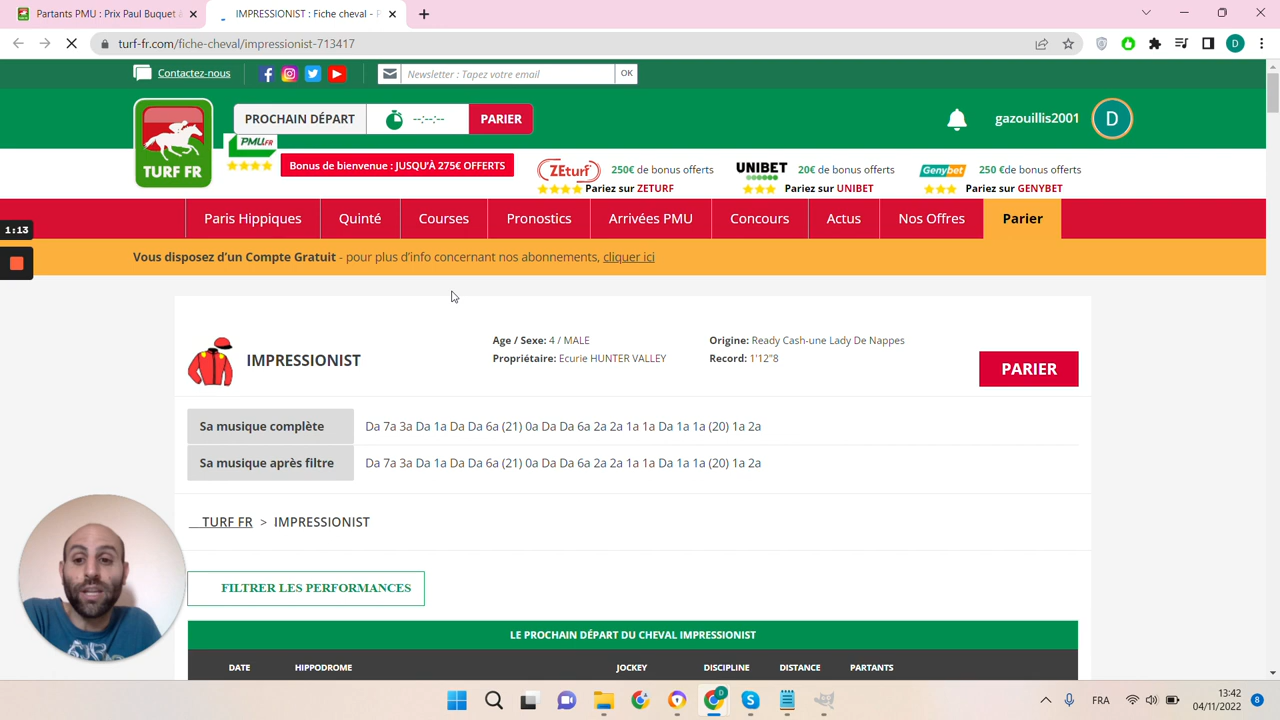 Partants PMU : Prix Paul Buquet
IMPRESSIONIST : Fiche cheval - P
turf-fr.com/fiche-cheval/impressionist-713417
D
Contactez-nous
Newsletter : Tapez votre email
OK
PROCHAIN DÉPART
--:--:--
PARIER
gazouillis2001
D
TURF FR
PMU.FR
Bonus de bienvenue : JUSQU'À 275€ OFFERTS
ZEturf
250€ de bonus offerts
Pariez sur ZETURF
UNIBET
20€ de bonus offerts
Pariez sur UNIBET
Genybet
250 €de bonus offerts
Pariez sur GENYBET
Paris Hippiques
Quinté
Courses
Pronostics
Arrivées PMU
Concours
Actus
Nos Offres
Parier
1:13
Vous disposez d'un Compte Gratuit - pour plus d'info concernant nos abonnements, cliquer ici
IMPRESSIONIST
Age / Sexe: 4 / MALE
Propriétaire: Ecurie HUNTER VALLEY
Origine: Ready Cash-une Lady De Nappes
Record: 1'12"8
PARIER
Sa musique complète
Da 7a 3a Da 1a Da Da 6a (21) 0a Da Da 6a 2a 2a 1a 1a Da 1a 1a (20) 1a 2a
Sa musique après filtre
Da 7a 3a Da 1a Da Da 6a (21) 0a Da Da 6a 2a 2a 1a 1a Da 1a 1a (20) 1a 2a
TURF FR > IMPRESSIONIST
FILTRER LES PERFORMANCES
LE PROCHAIN DÉPART DU CHEVAL IMPRESSIONIST
DATE
HIPPODROME
JOCKEY
DISCIPLINE
DISTANCE
PARTANTS
FRA
13:42
04/11/2022
8